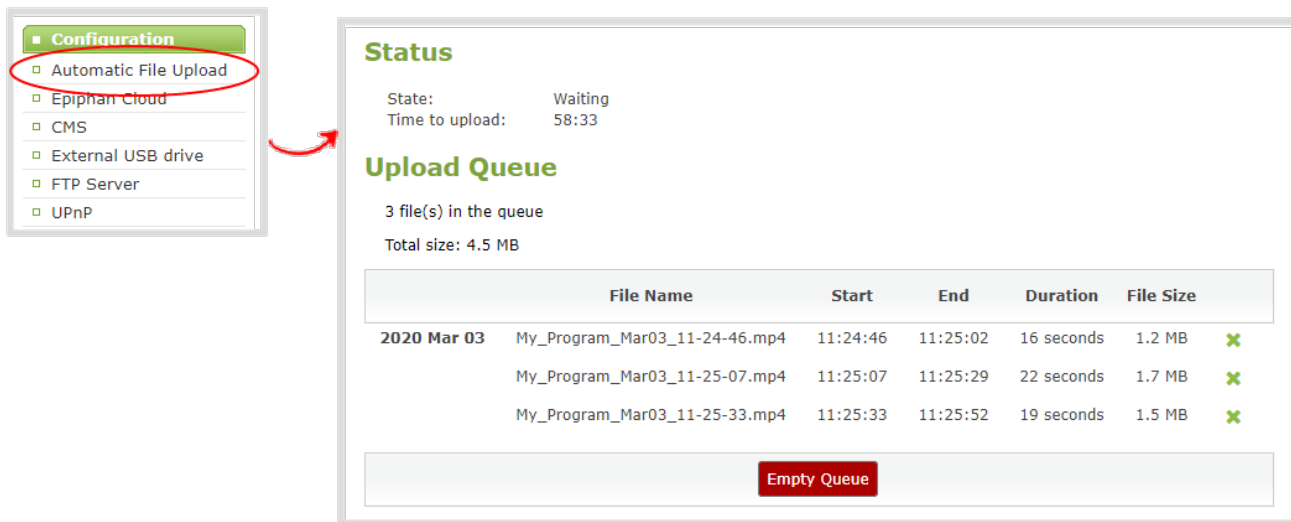 Configuration
Automatic File Upload
Epiphan Cloud
CMS
External USB drive
FTP Server
UPnP
Status
State: Waiting
Time to upload: 58:33
Upload Queue
3 file(s) in the queue
Total size: 4.5 MB
File Name Start End Duration File Size
2020 Mar 03 My_Program_Mar03_11-24-46.mp4 11:24:46 11:25:02 16 seconds 1.2 MB
My_Program_Mar03_11-25-07.mp4 11:25:07 11:25:29 22 seconds 1.7 MB
My_Program_Mar03_11-25-33.mp4 11:25:33 11:25:52 19 seconds 1.5 MB
Empty Queue